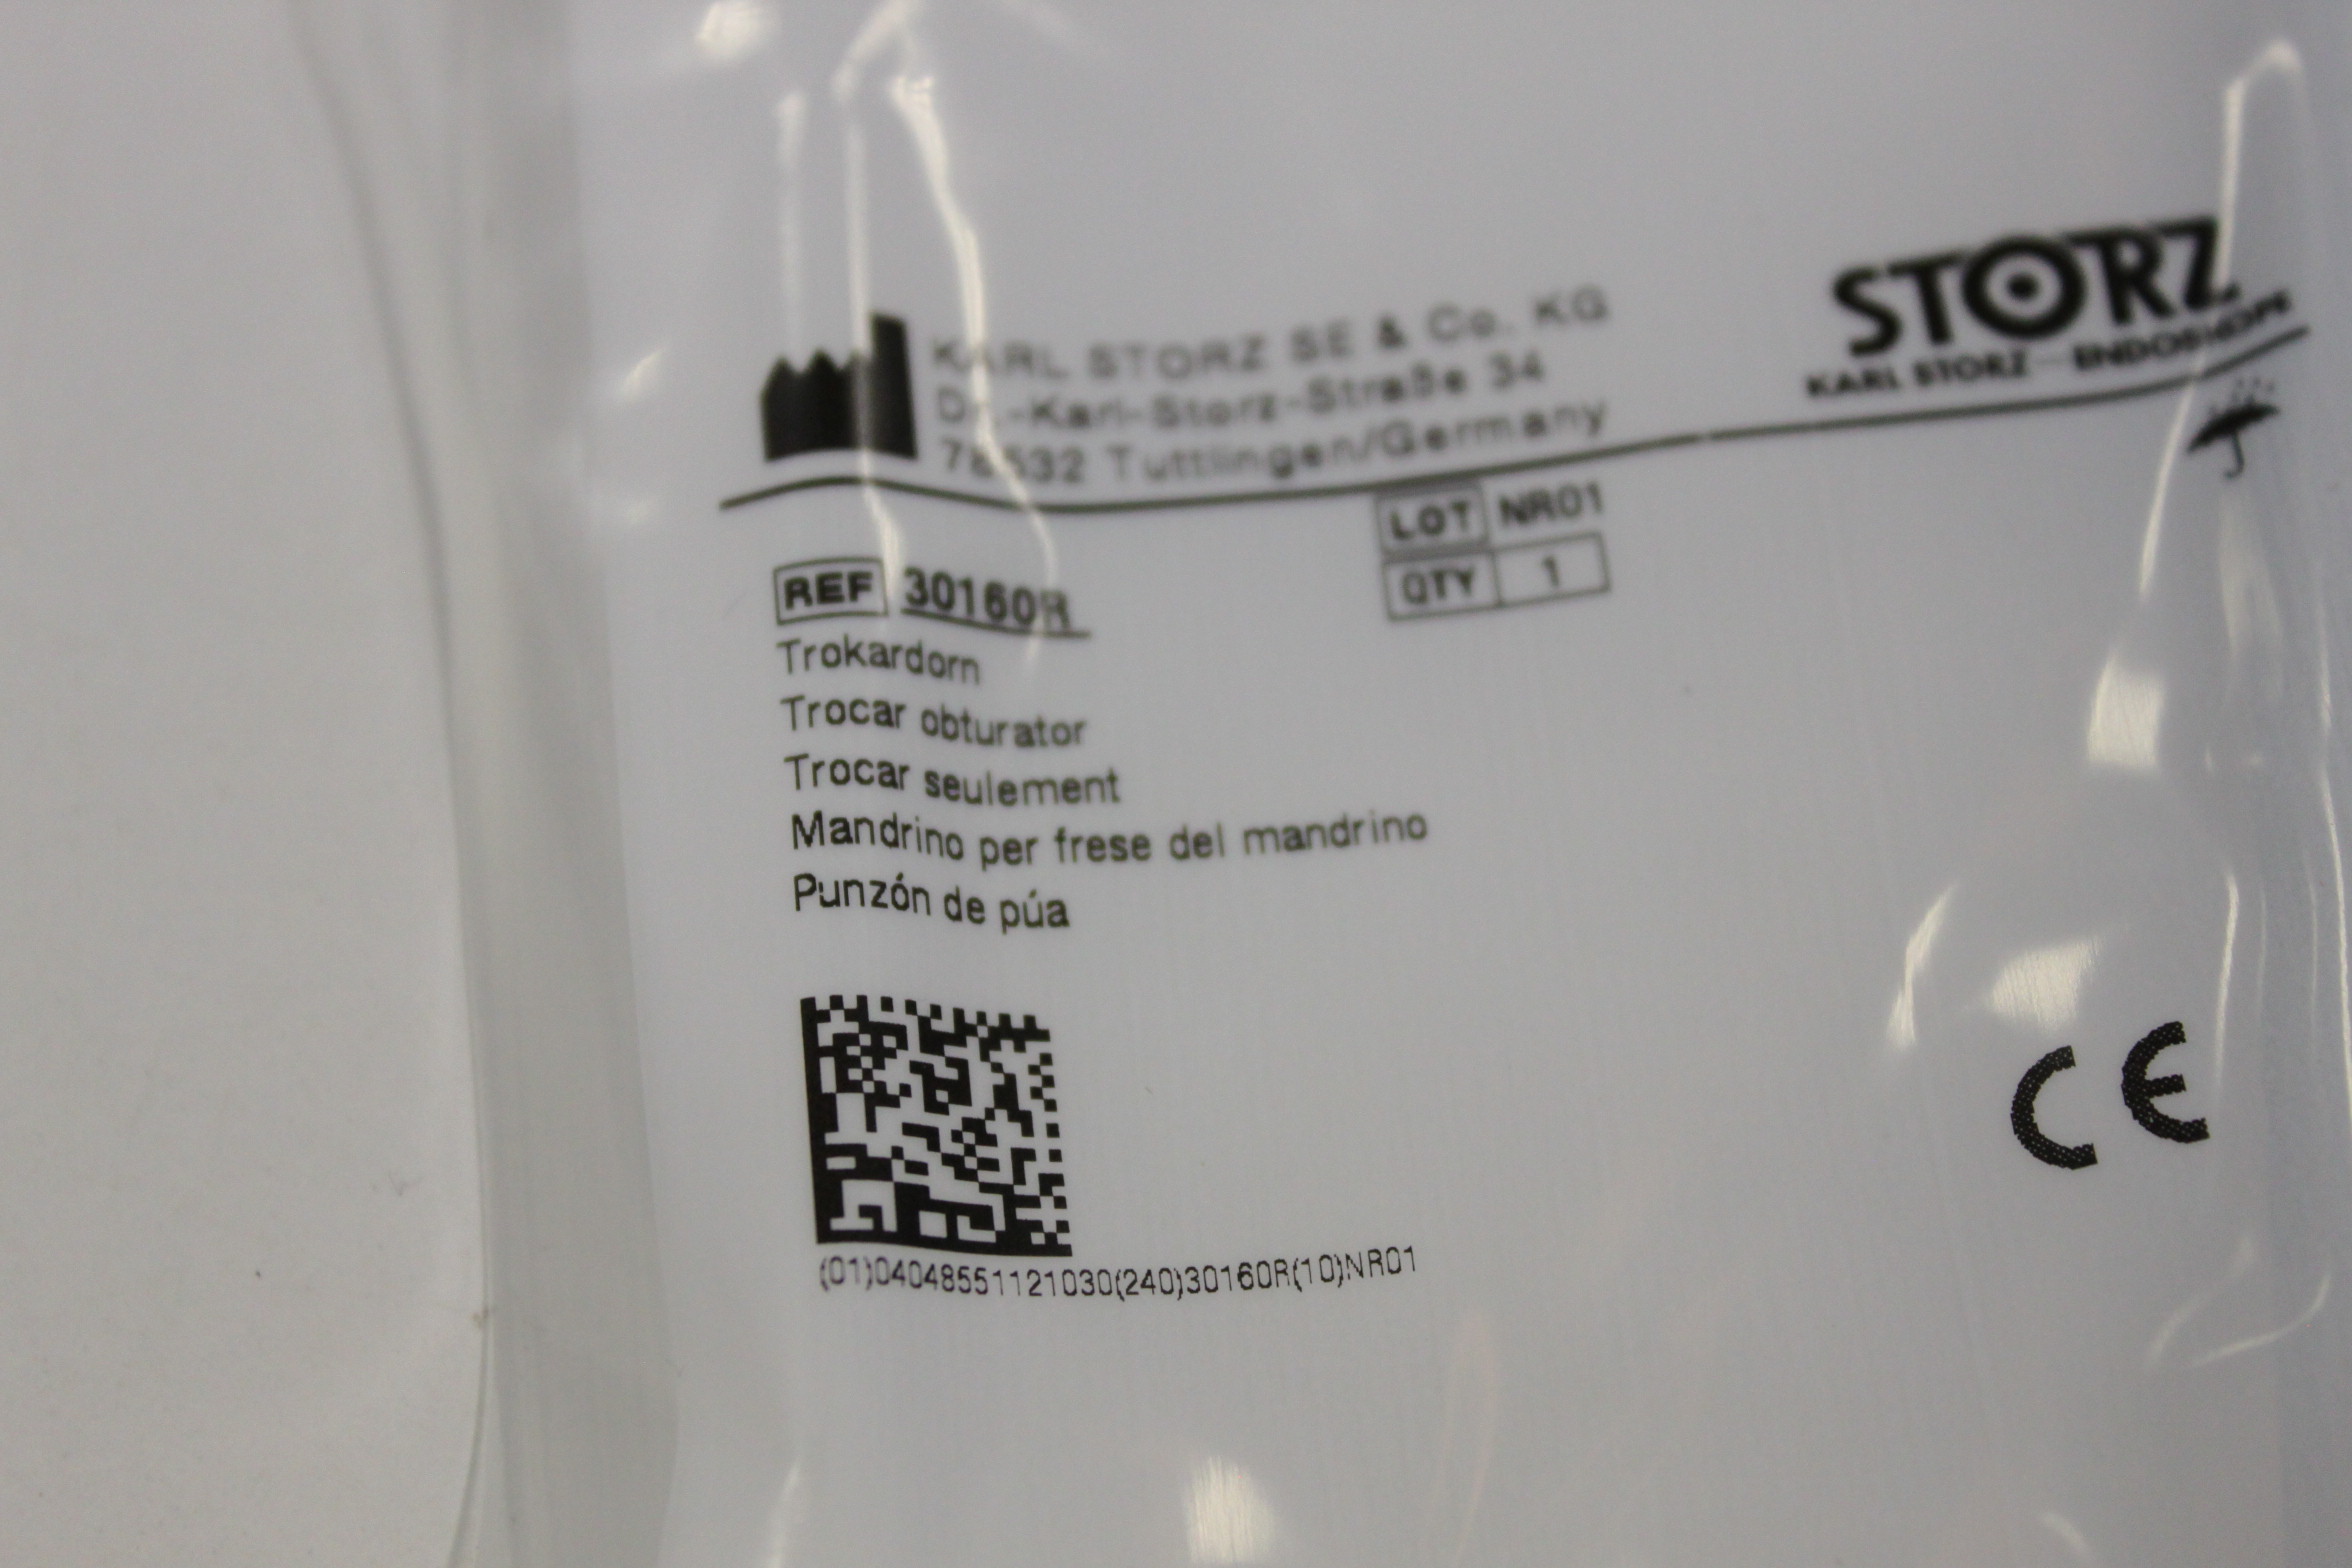 KARL STORZ SE & Co. KG
Dr.-Karl-Storz-Straße 34
78532 Tuttlingen/Germany
STORZ
KARL STORZ—ENDOSKOPE
LOT NR01
QTY 1
REF 30160R
Trokardorn
Trocar obturator
Trocar seulement
Mandrino per frese del mandrino
Punzón de púa
(01)04048551121030(240)30160R(10)NR01
CE